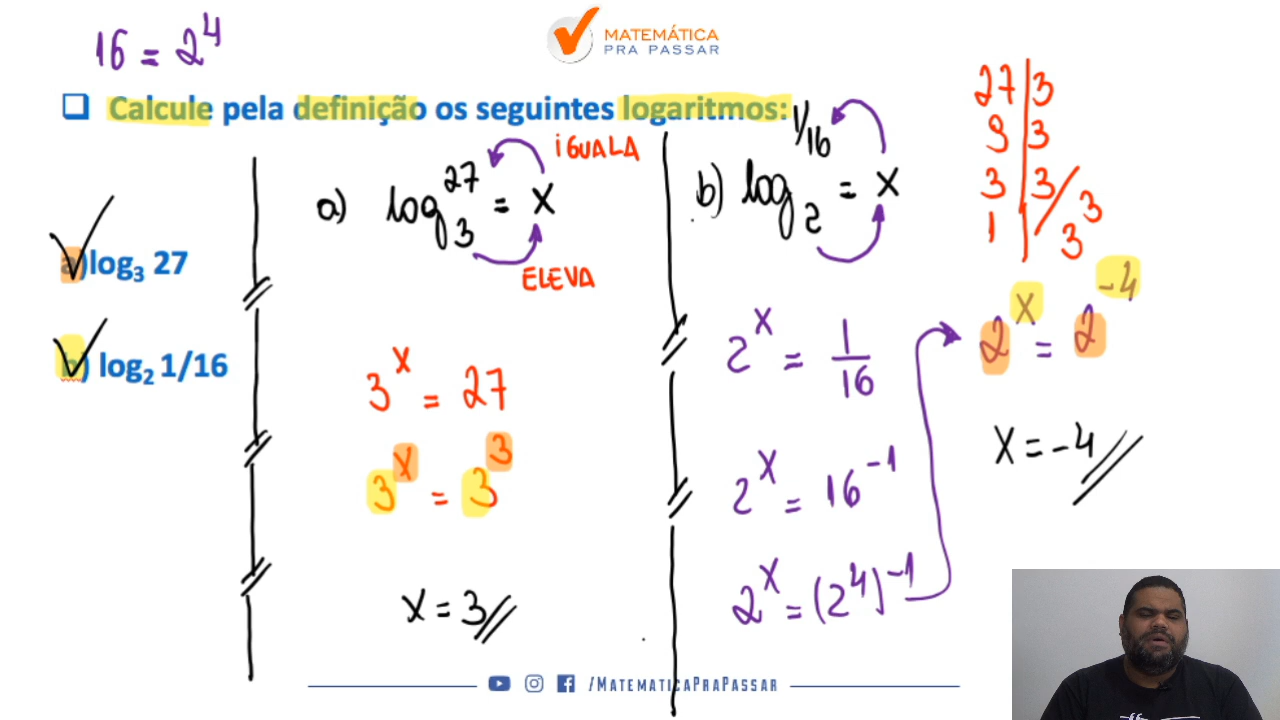 16 = 2⁴
MATEMÁTICA
PRA PASSAR
❑ Calcule pela definição os seguintes logaritmos:
a) log₃ 27
b) log₂ 1/16
a) log₃ 27 = x
IGUALA
ELEVA
3ˣ = 27
3ˣ = 3³
x = 3//
b) log₂ 1/16 = x
2ˣ = 1/16
2ˣ = 16⁻¹
2ˣ = (2⁴)⁻¹
27 | 3
9 | 3
3 | 3
1 | 3³
2ˣ = 2⁻⁴
x = -4//
/MATEMATICAPRAPASSAR